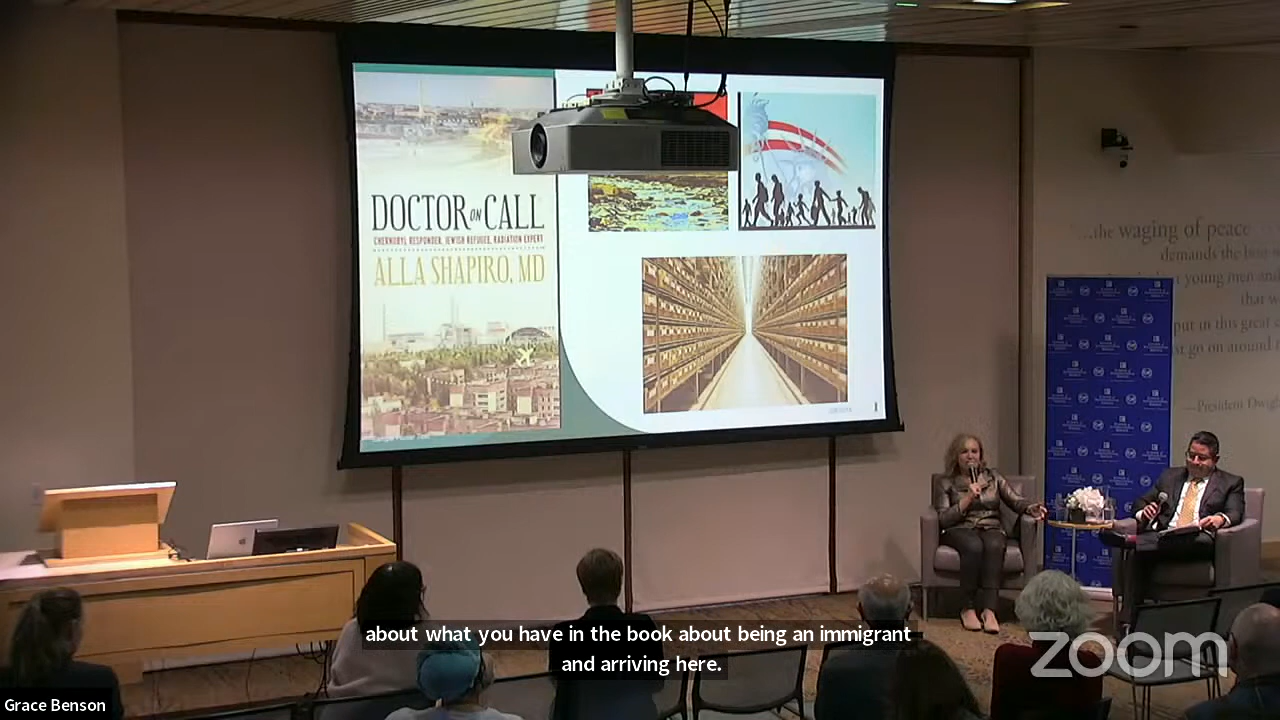 DOCTOR ON CALL
CHERNOBYL RESPONDER, JEWISH REFUGEE, RADIATION EXPERT
ALLA SHAPIRO, MD
1
...the waging of peace
demands the
young men and
that
put in this great
go on around
—President Dwigh
about what you have in the book about being an immigrant
and arriving here.
zoom
Grace Benson